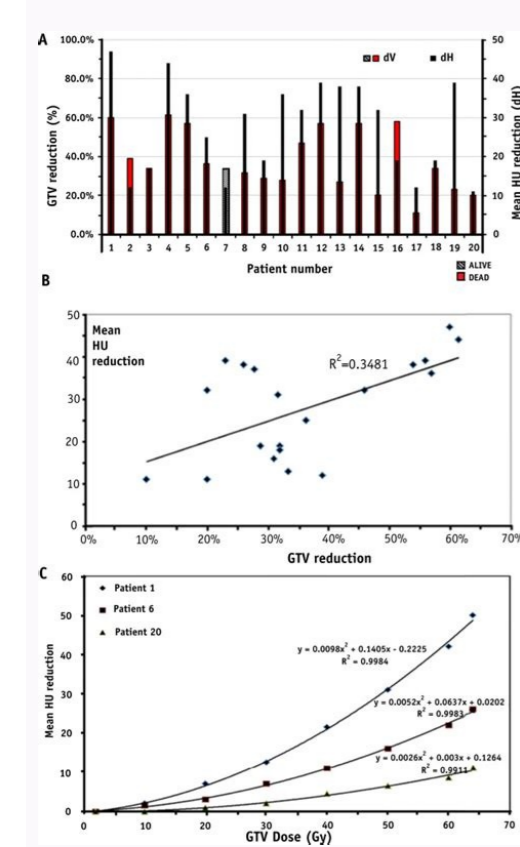 A
100.0%
80.0%
60.0%
40.0%
20.0%
0.0%
GTV reduction (%)
dV
dH
50
40
30
20
10
0
Mean HU reduction (dH)
1 2 3 4 5 6 7 8 9 10 11 12 13 14 15 16 17 18 19 20
Patient number
ALIVE
DEAD
B
50
40
30
20
10
0
Mean
HU
reduction
R²=0.3481
0% 10% 20% 30% 40% 50% 60% 70%
GTV reduction
C
60
50
40
30
20
10
0
Mean HU reduction
Patient 1
Patient 6
Patient 20
y = 0.0098x² + 0.1405x - 0.2225
R² = 0.9984
y = 0.0052x² + 0.0637x + 0.0202
R² = 0.9983
y = 0.0026x² + 0.003x + 0.1264
R² = 0.9911
0 10 20 30 40 50 60 70
GTV Dose (Gy)